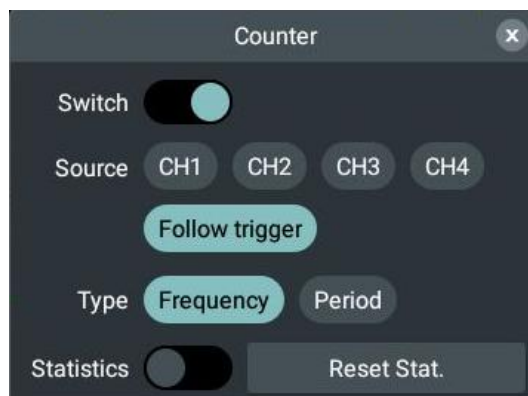 Counter
x
Switch
Source CH1 CH2 CH3 CH4
Follow trigger
Type Frequency Period
Statistics Reset Stat.